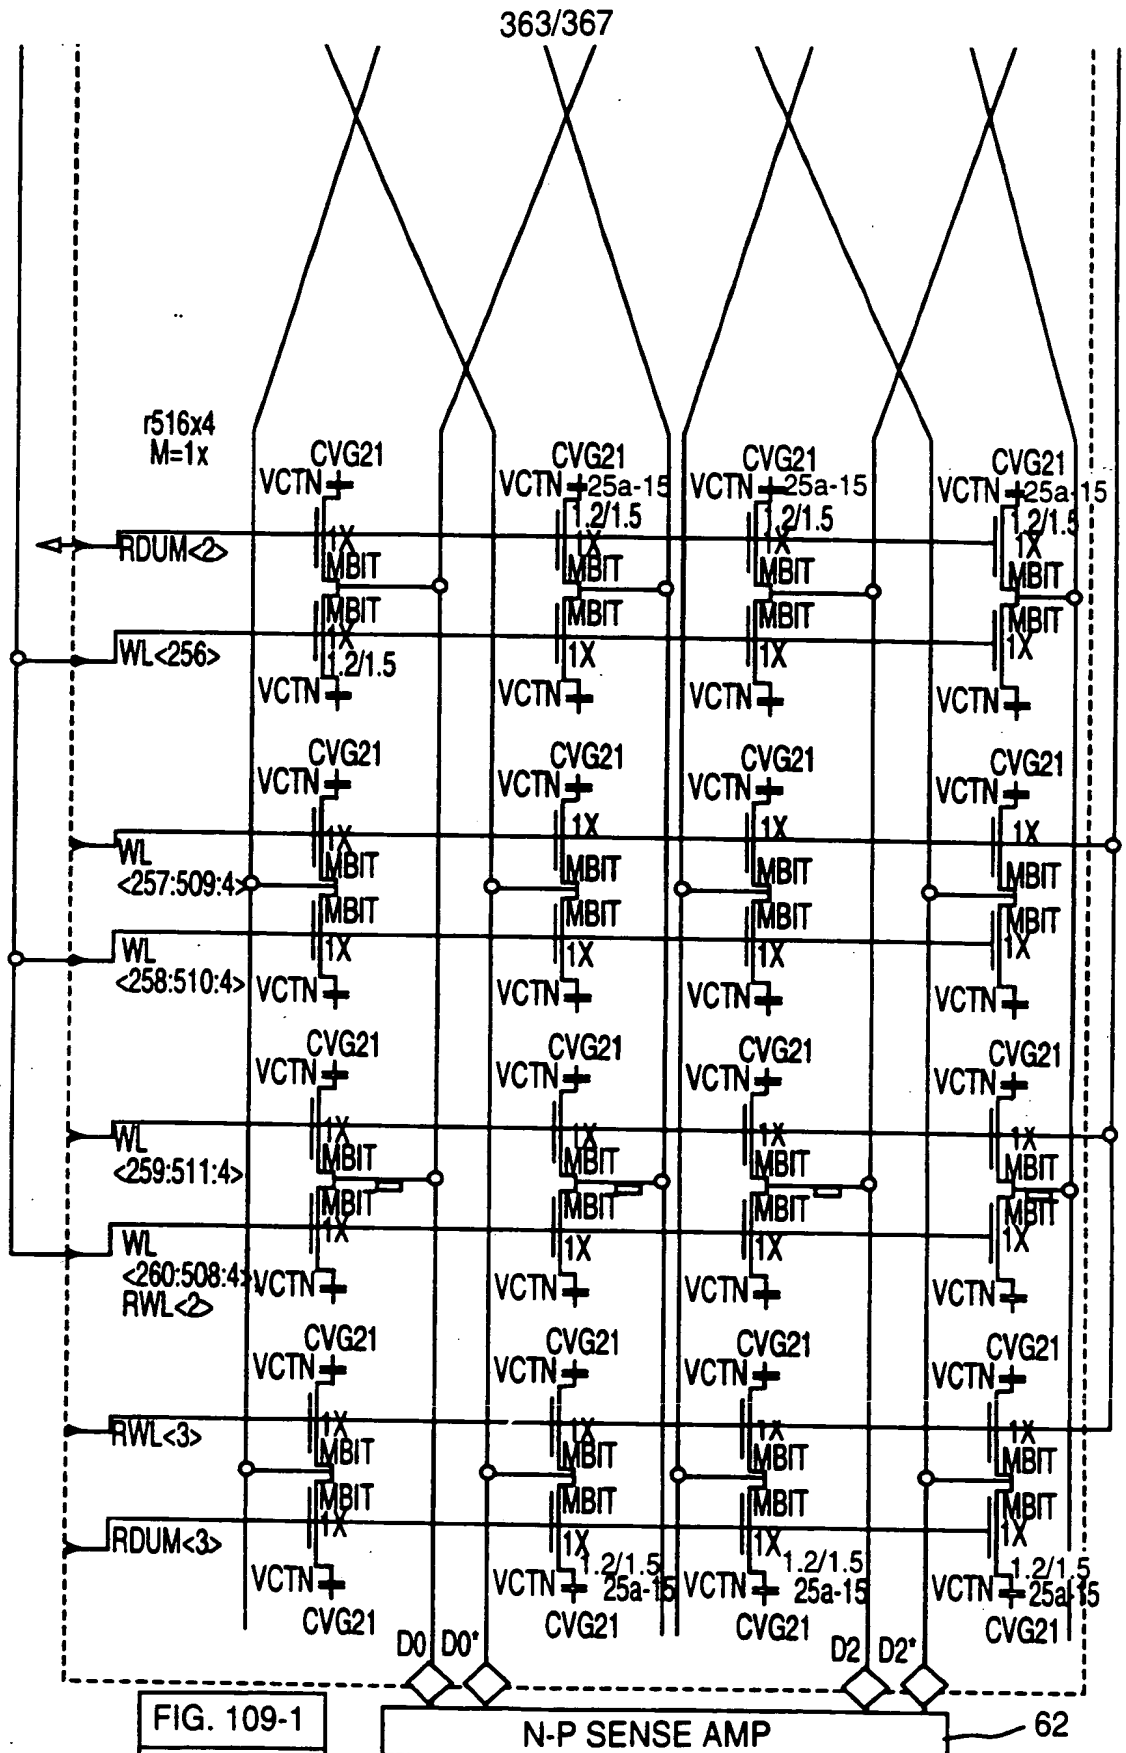 363/367
r516x4
M=1x
CVG21 CVG21 CVG21 CVG21
VCTN VCTN 25a-15 VCTN 25a-15 VCTN 25a-15
1.2/1.5 1.2/1.5 1.2/1.5
RDUM<2> 1X 1X 1X 1X
MBIT MBIT MBIT MBIT
MBIT MBIT MBIT MBIT
WL<256> 1X 1X 1X 1X
1.2/1.5
VCTN VCTN VCTN VCTN
CVG21 CVG21 CVG21 CVG21
VCTN VCTN VCTN VCTN
WL 1X 1X 1X 1X
<257:509:4> MBIT MBIT MBIT MBIT
MBIT MBIT MBIT MBIT
WL 1X 1X 1X 1X
<258:510:4> VCTN VCTN VCTN VCTN
CVG21 CVG21 CVG21 CVG21
VCTN VCTN VCTN VCTN
WL 1X 1X 1X 1X
<259:511:4> MBIT MBIT MBIT MBIT
MBIT MBIT MBIT MBIT
WL 1X 1X 1X 1X
<260:508:4> VCTN VCTN VCTN VCTN
RWL<2>
CVG21 CVG21 CVG21 CVG21
VCTN VCTN VCTN VCTN
RWL<3> 1X 1X 1X 1X
MBIT MBIT MBIT MBIT
MBIT MBIT MBIT MBIT
RDUM<3> 1X 1X 1X 1X
1.2/1.5 1.2/1.5 1.2/1.5
VCTN VCTN 25a-15 VCTN 25a-15 VCTN 25a-15
CVG21 CVG21 CVG21 CVG21
D0 D0* D2 D2*
FIG. 109-1
N-P SENSE AMP 62